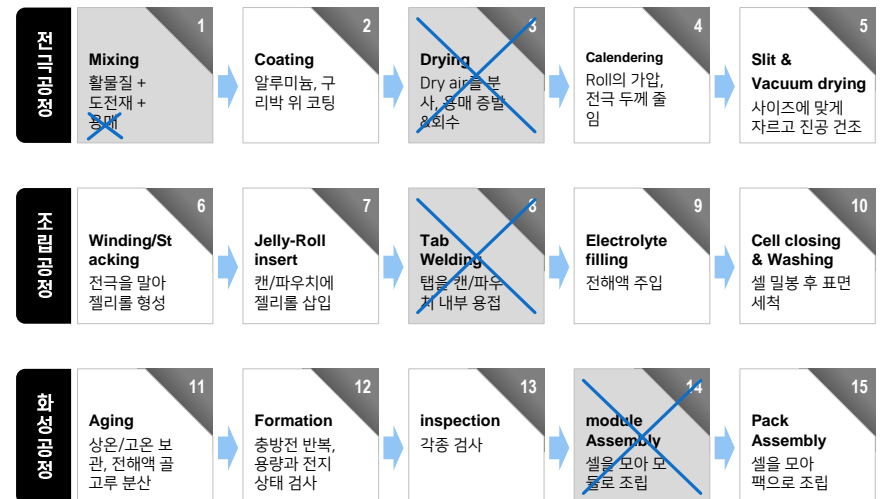 전극공정
1
Mixing
활물질 +
도전재 +
용매
2
Coating
알루미늄, 구
리박 위 코팅
3
Drying
Dry air를 분
사, 용매 증발
&회수
4
Calendering
Roll의 가압,
전극 두께 줄
임
5
Slit &
Vacuum drying
사이즈에 맞게
자르고 진공 건조
조립공정
6
Winding/St
acking
전극을 말아
젤리롤 형성
7
Jelly-Roll
insert
캔/파우치에
젤리롤 삽입
8
Tab
Welding
탭을 캔/파우
치 내부 용접
9
Electrolyte
filling
전해액 주입
10
Cell closing
& Washing
셀 밀봉 후 표면
세척
화성공정
11
Aging
상온/고온 보
관, 전해액 골
고루 분산
12
Formation
충방전 반복,
용량과 전지
상태 검사
13
inspection
각종 검사
14
module
Assembly
셀을 모아 모
듈로 조립
15
Pack
Assembly
셀을 모아
팩으로 조립